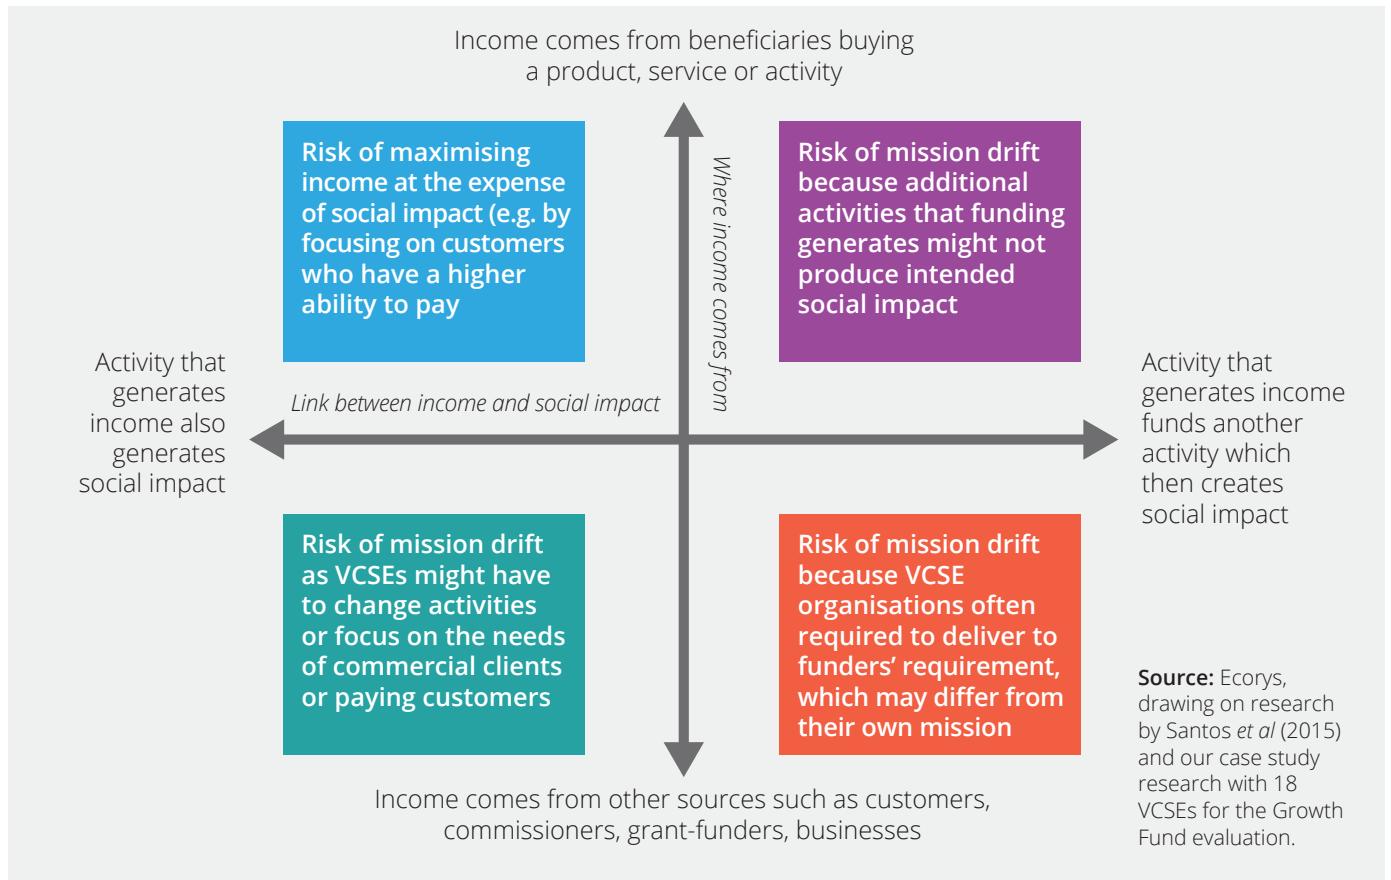 Income comes from beneficiaries buying
a product, service or activity
Risk of maximising
income at the expense
of social impact (e.g. by
focusing on customers
who have a higher
ability to pay
Where income comes from
Risk of mission drift
because additional
activities that funding
generates might not
produce intended
social impact
Activity that
generates
income also
generates
social impact
Link between income and social impact
Activity that
generates income
funds another
activity which
then creates
social impact
Risk of mission drift
as VCSEs might have
to change activities
or focus on the needs
of commercial clients
or paying customers
Risk of mission drift
because VCSE
organisations often
required to deliver to
funders’ requirement,
which may differ from
their own mission
Income comes from other sources such as customers,
commissioners, grant-funders, businesses
Source: Ecorys,
drawing on research
by Santos et al (2015)
and our case study
research with 18
VCSEs for the Growth
Fund evaluation.